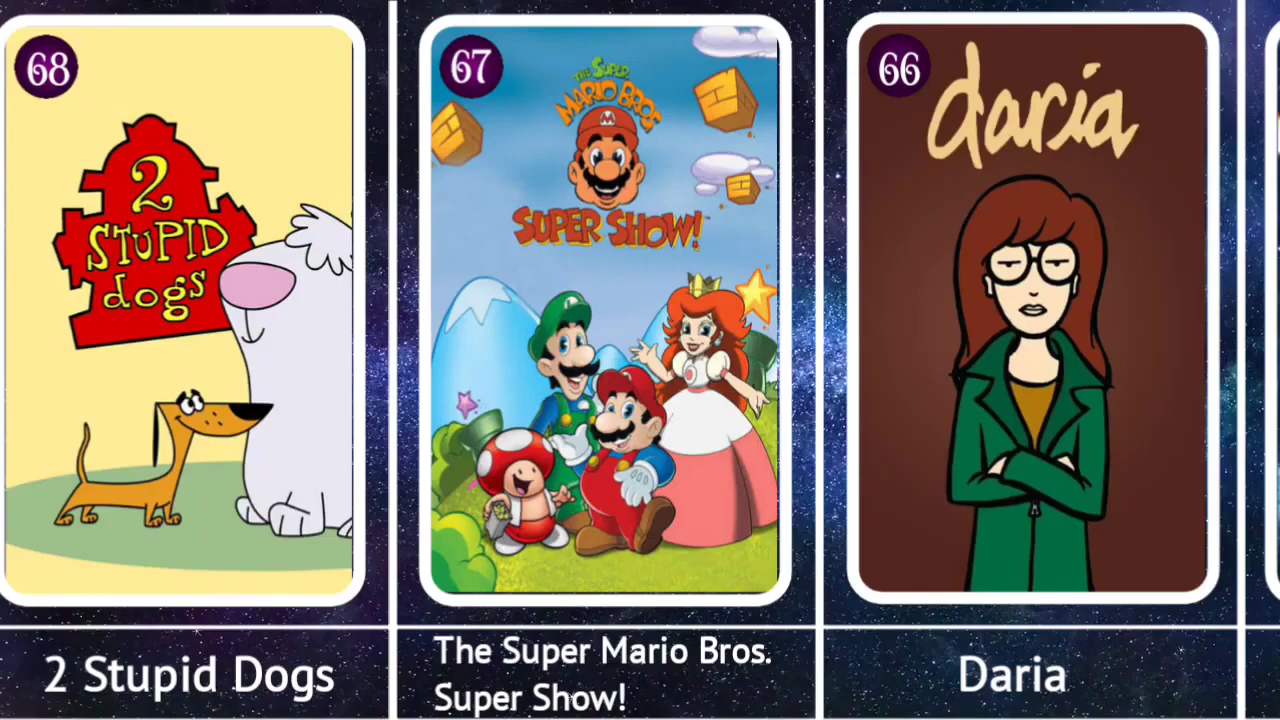 68
2
STUPID
dogs
2 Stupid Dogs
67
THE SUPER
MARIO BROS
M
SUPER SHOW!
The Super Mario Bros.
Super Show!
66
daria
Daria